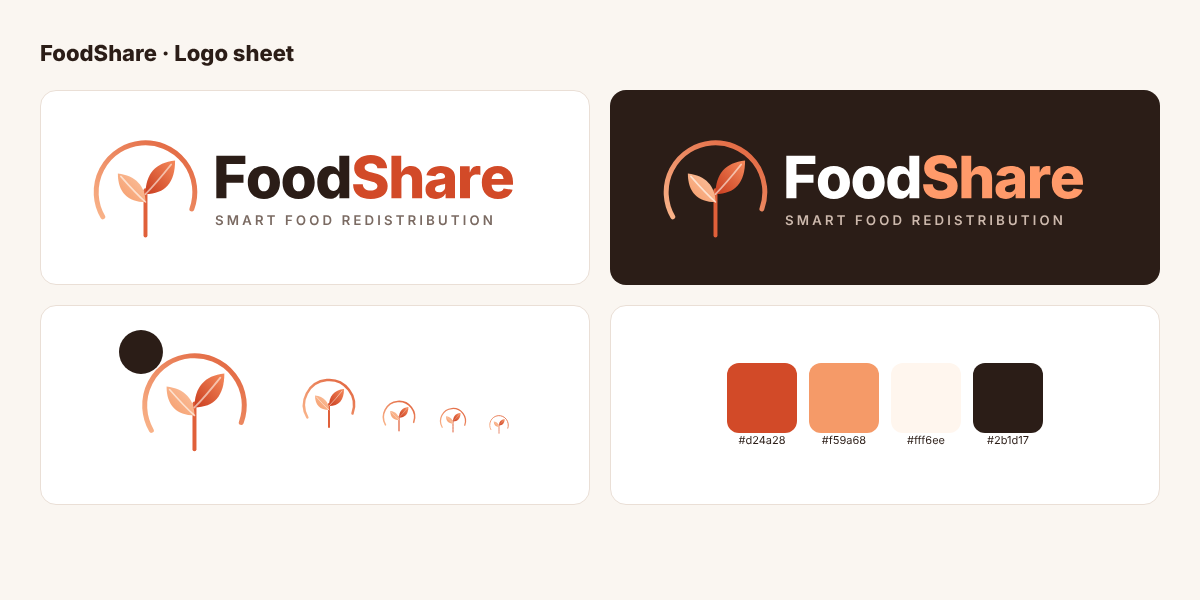 FoodShare · Logo sheet
FoodShare
SMART FOOD REDISTRIBUTION
FoodShare
SMART FOOD REDISTRIBUTION
#d24a28
#f59a68
#fff6ee
#2b1d17